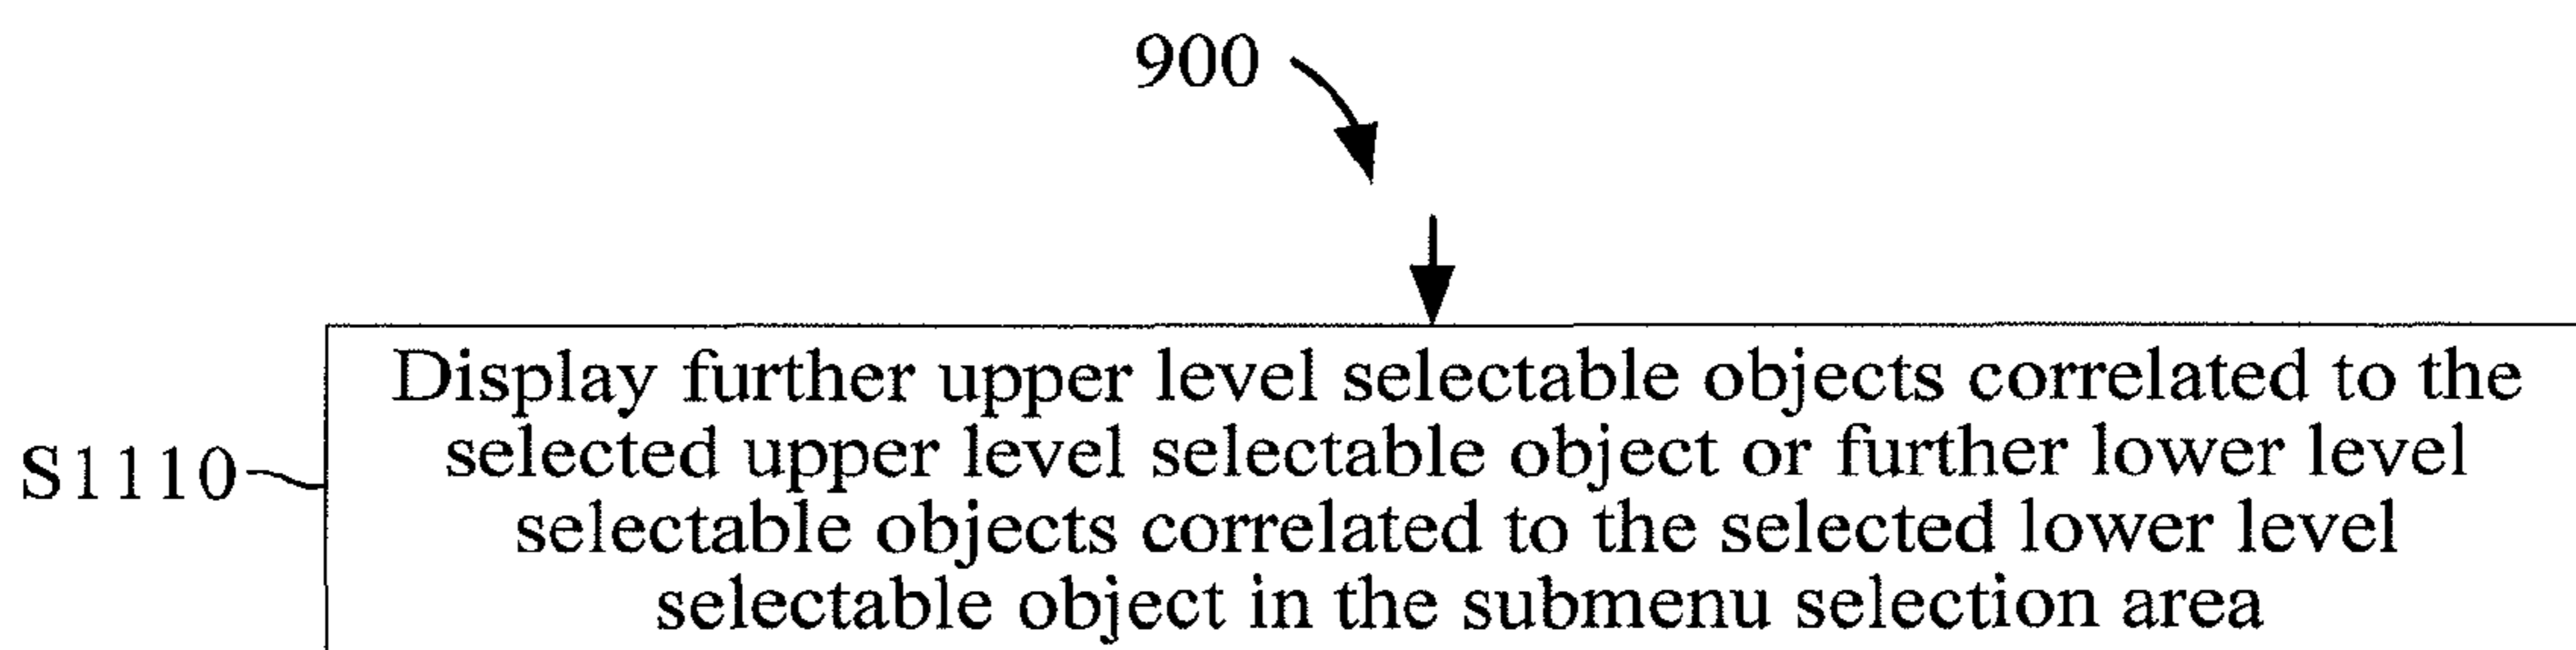 900
Display further upper level selectable objects correlated to the
selected upper level selectable object or further lower level
S1110
selectable objects correlated to the selected lower level
selectable object in the submenu selection area